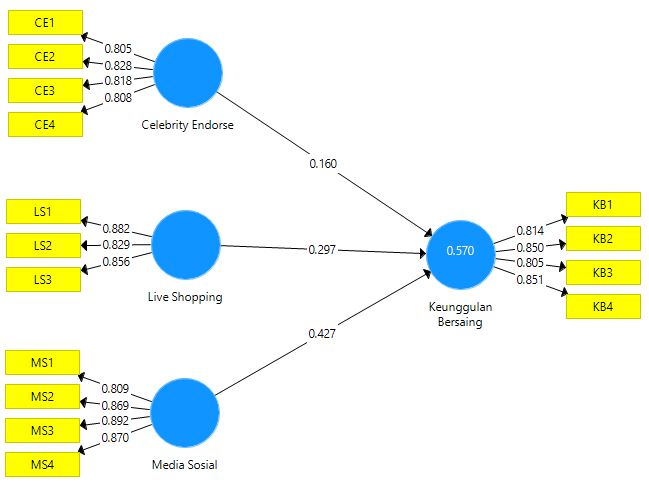 CE1
CE2
CE3
CE4
0.805
0.828
0.818
0.808
Celebrity Endorse
0.160
LS1
LS2
LS3
0.882
0.829
0.856
Live Shopping
0.297
MS1
MS2
MS3
MS4
0.809
0.869
0.892
0.870
Media Sosial
0.427
0.570
Keunggulan
Bersaing
0.814
0.850
0.805
0.851
KB1
KB2
KB3
KB4